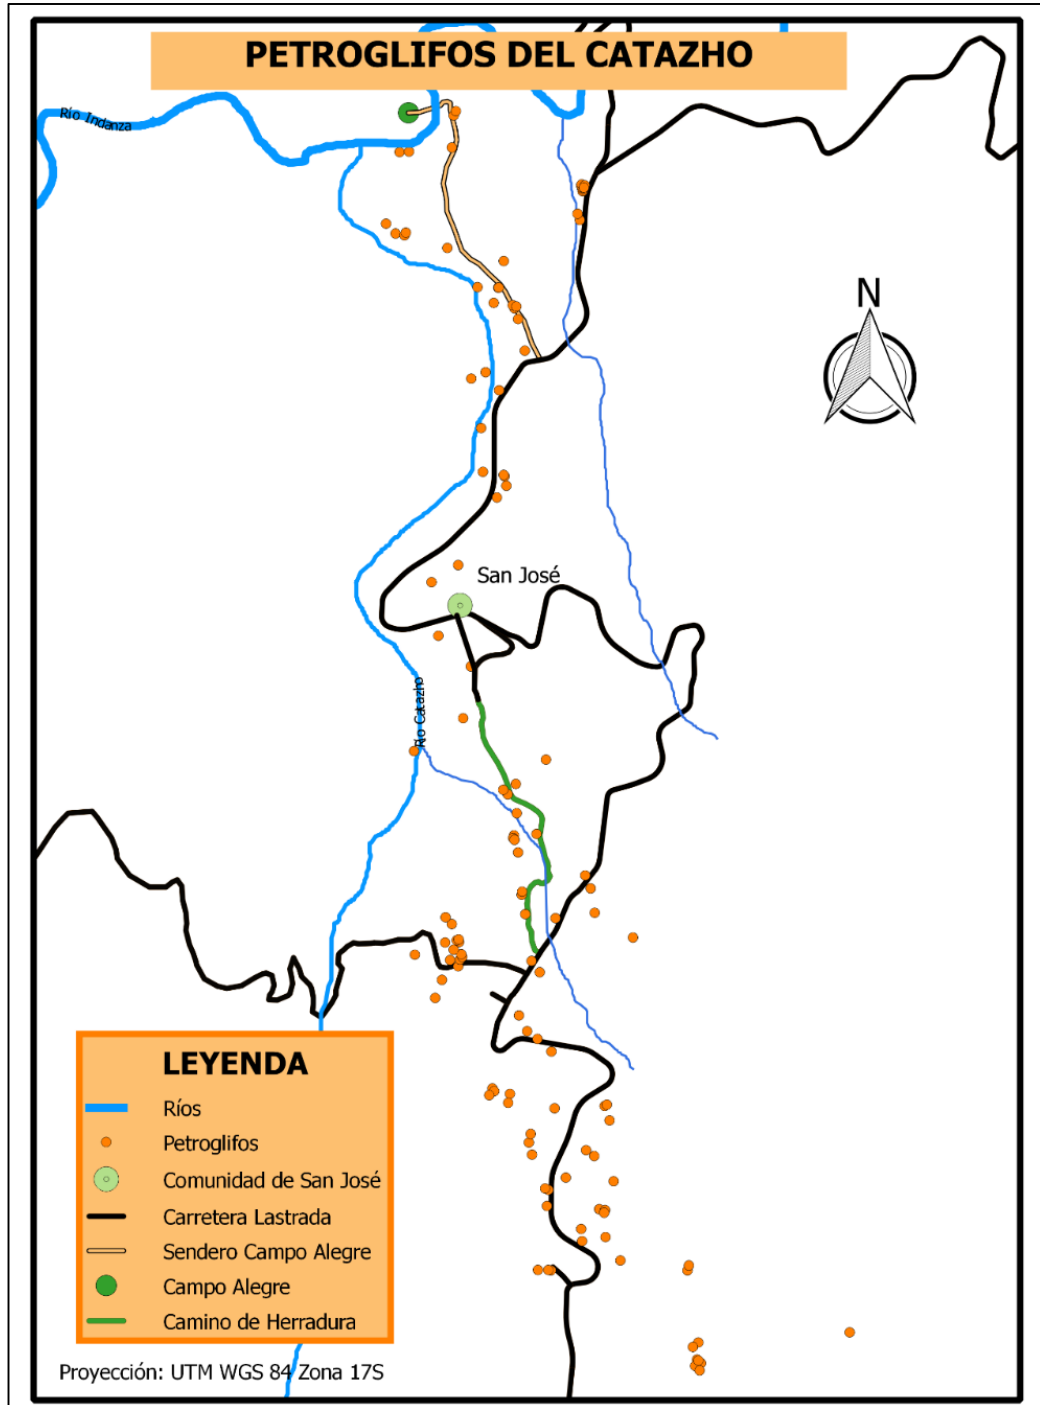 PETROGLIFOS DEL CATAZHO
Río Indanza
N
San José
Río Catazho
LEYENDA
Ríos
Petroglifos
Comunidad de San José
Carretera Lastrada
Sendero Campo Alegre
Campo Alegre
Camino de Herradura
Proyección: UTM WGS 84 Zona 17S